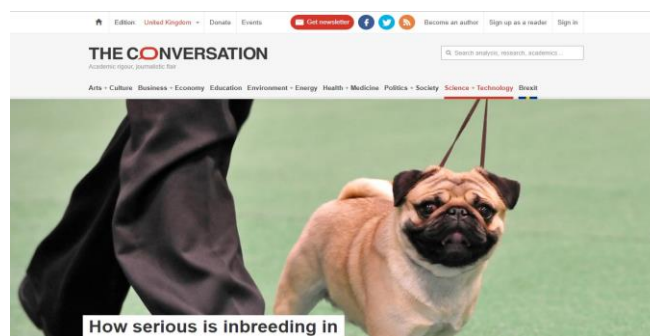 Edition: United Kingdom Donate Events Get newsletter Become an author Sign up as a reader Sign in
THE CONVERSATION
Academic rigour, journalistic flair
Search analysis, research, academics…
Arts + Culture Business + Economy Education Environment + Energy Health + Medicine Politics + Society Science + Technology Brexit
How serious is inbreeding in